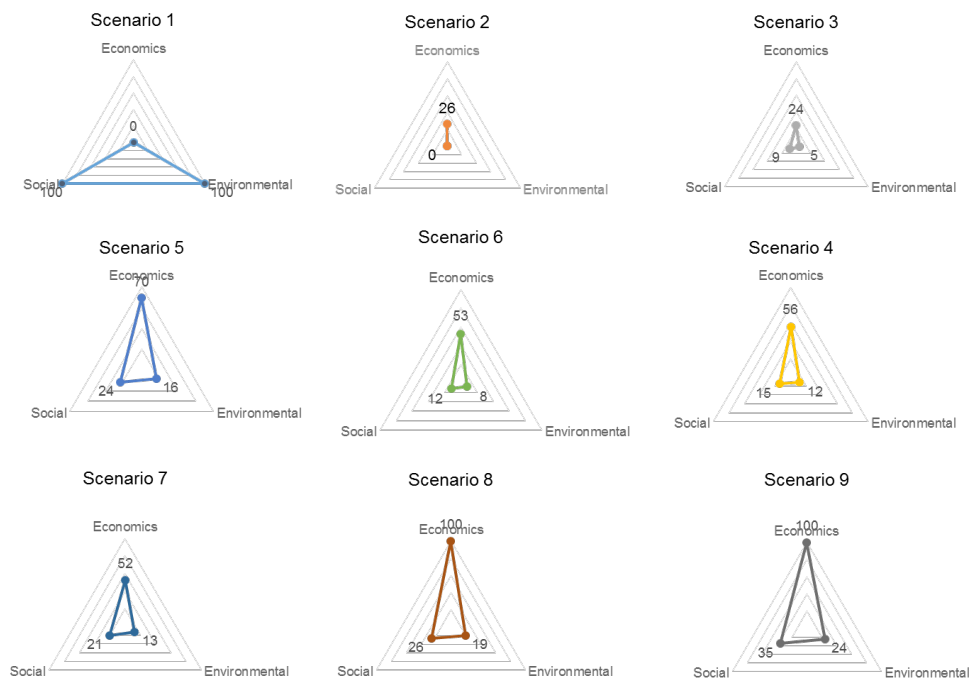 Scenario 1
Economics
0
Social
100
Environmental
100
Scenario 2
Economics
26
0
Social
Environmental
Scenario 3
Economics
24
9
5
Social
Environmental
Scenario 5
Economics
70
24
16
Social
Environmental
Scenario 6
Economics
53
12
8
Social
Environmental
Scenario 4
Economics
56
15
12
Social
Environmental
Scenario 7
Economics
52
21
13
Social
Environmental
Scenario 8
100
Economics
26
19
Social
Environmental
Scenario 9
100
Economics
35
24
Social
Environmental